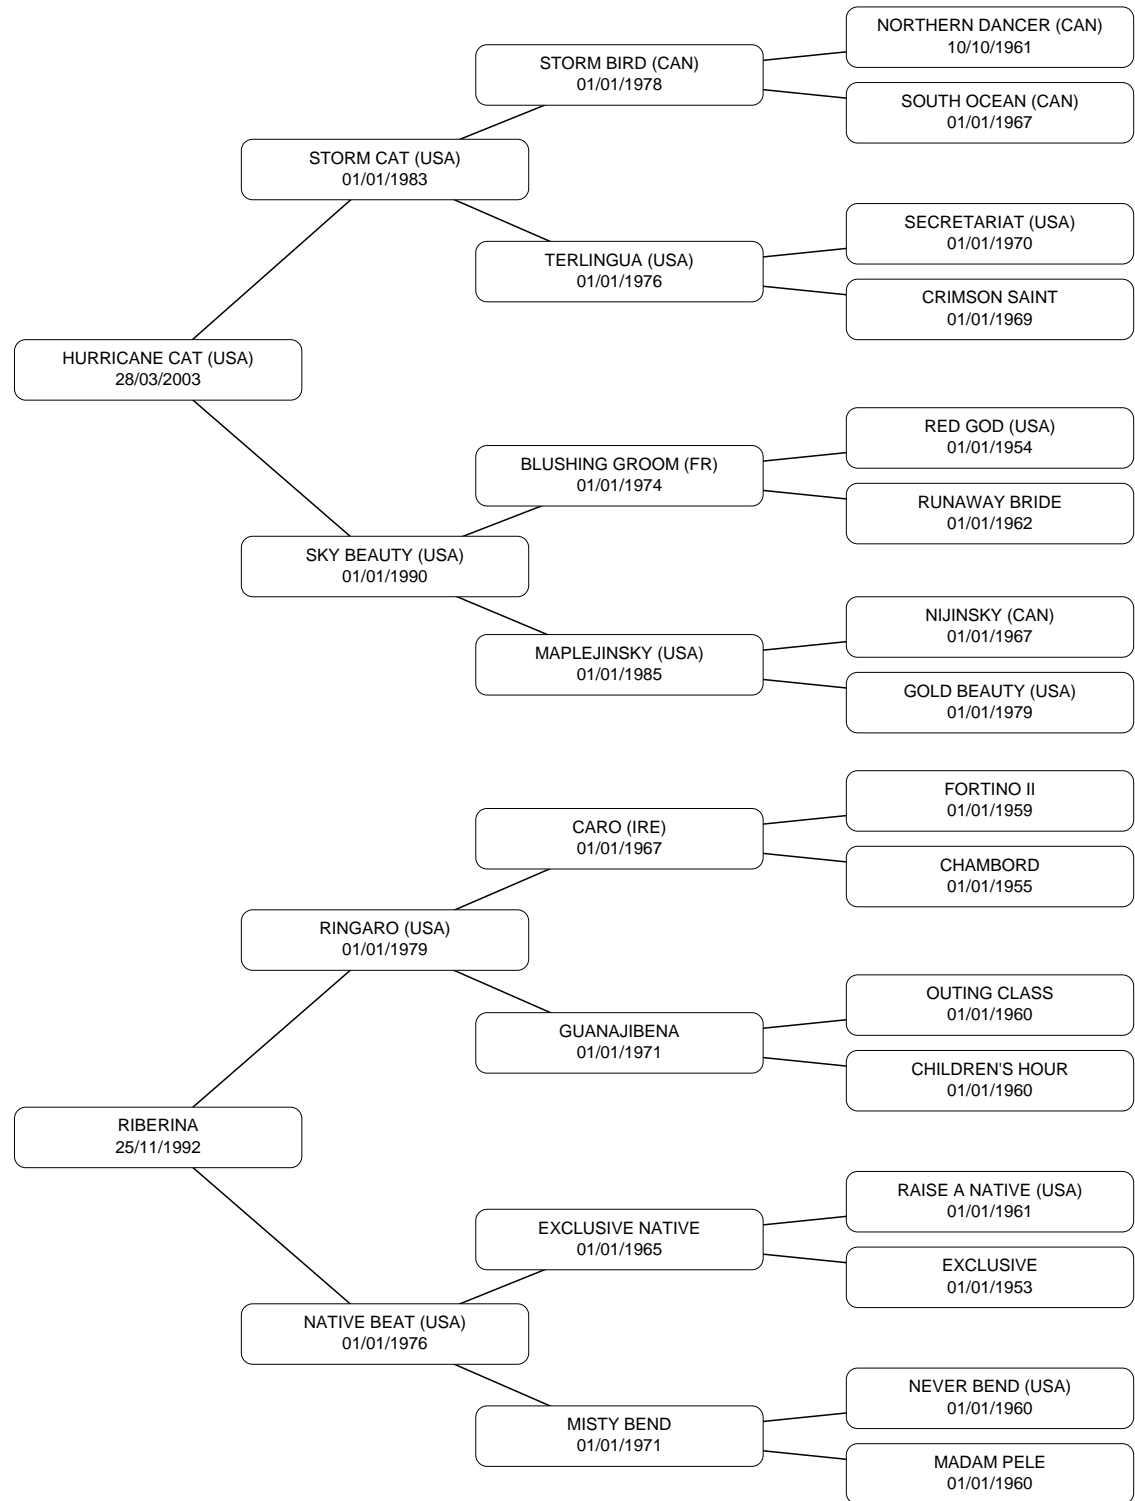 NORTHERN DANCER (CAN)
10/10/1961
STORM BIRD (CAN)
01/01/1978
SOUTH OCEAN (CAN)
01/01/1967
STORM CAT (USA)
01/01/1983
SECRETARIAT (USA)
01/01/1970
TERLINGUA (USA)
01/01/1976
CRIMSON SAINT
01/01/1969
HURRICANE CAT (USA)
28/03/2003
RED GOD (USA)
01/01/1954
BLUSHING GROOM (FR)
01/01/1974
RUNAWAY BRIDE
01/01/1962
SKY BEAUTY (USA)
01/01/1990
NIJINSKY (CAN)
01/01/1967
MAPLEJINSKY (USA)
01/01/1985
GOLD BEAUTY (USA)
01/01/1979
FORTINO II
01/01/1959
CARO (IRE)
01/01/1967
CHAMBORD
01/01/1955
RINGARO (USA)
01/01/1979
OUTING CLASS
01/01/1960
GUANAJIBENA
01/01/1971
CHILDREN'S HOUR
01/01/1960
RIBERINA
25/11/1992
RAISE A NATIVE (USA)
01/01/1961
EXCLUSIVE NATIVE
01/01/1965
EXCLUSIVE
01/01/1953
NATIVE BEAT (USA)
01/01/1976
NEVER BEND (USA)
01/01/1960
MISTY BEND
01/01/1971
MADAM PELE
01/01/1960